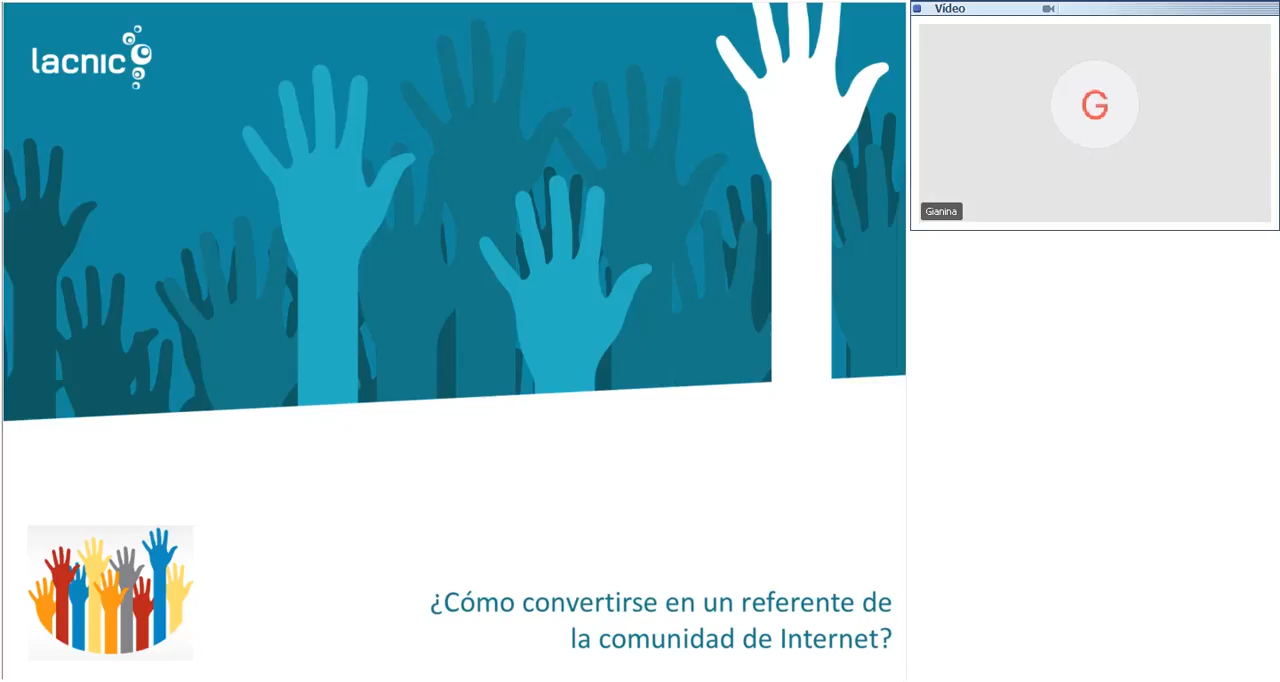 lacnic
Vídeo
G
Gianina
¿Cómo convertirse en un referente de
la comunidad de Internet?